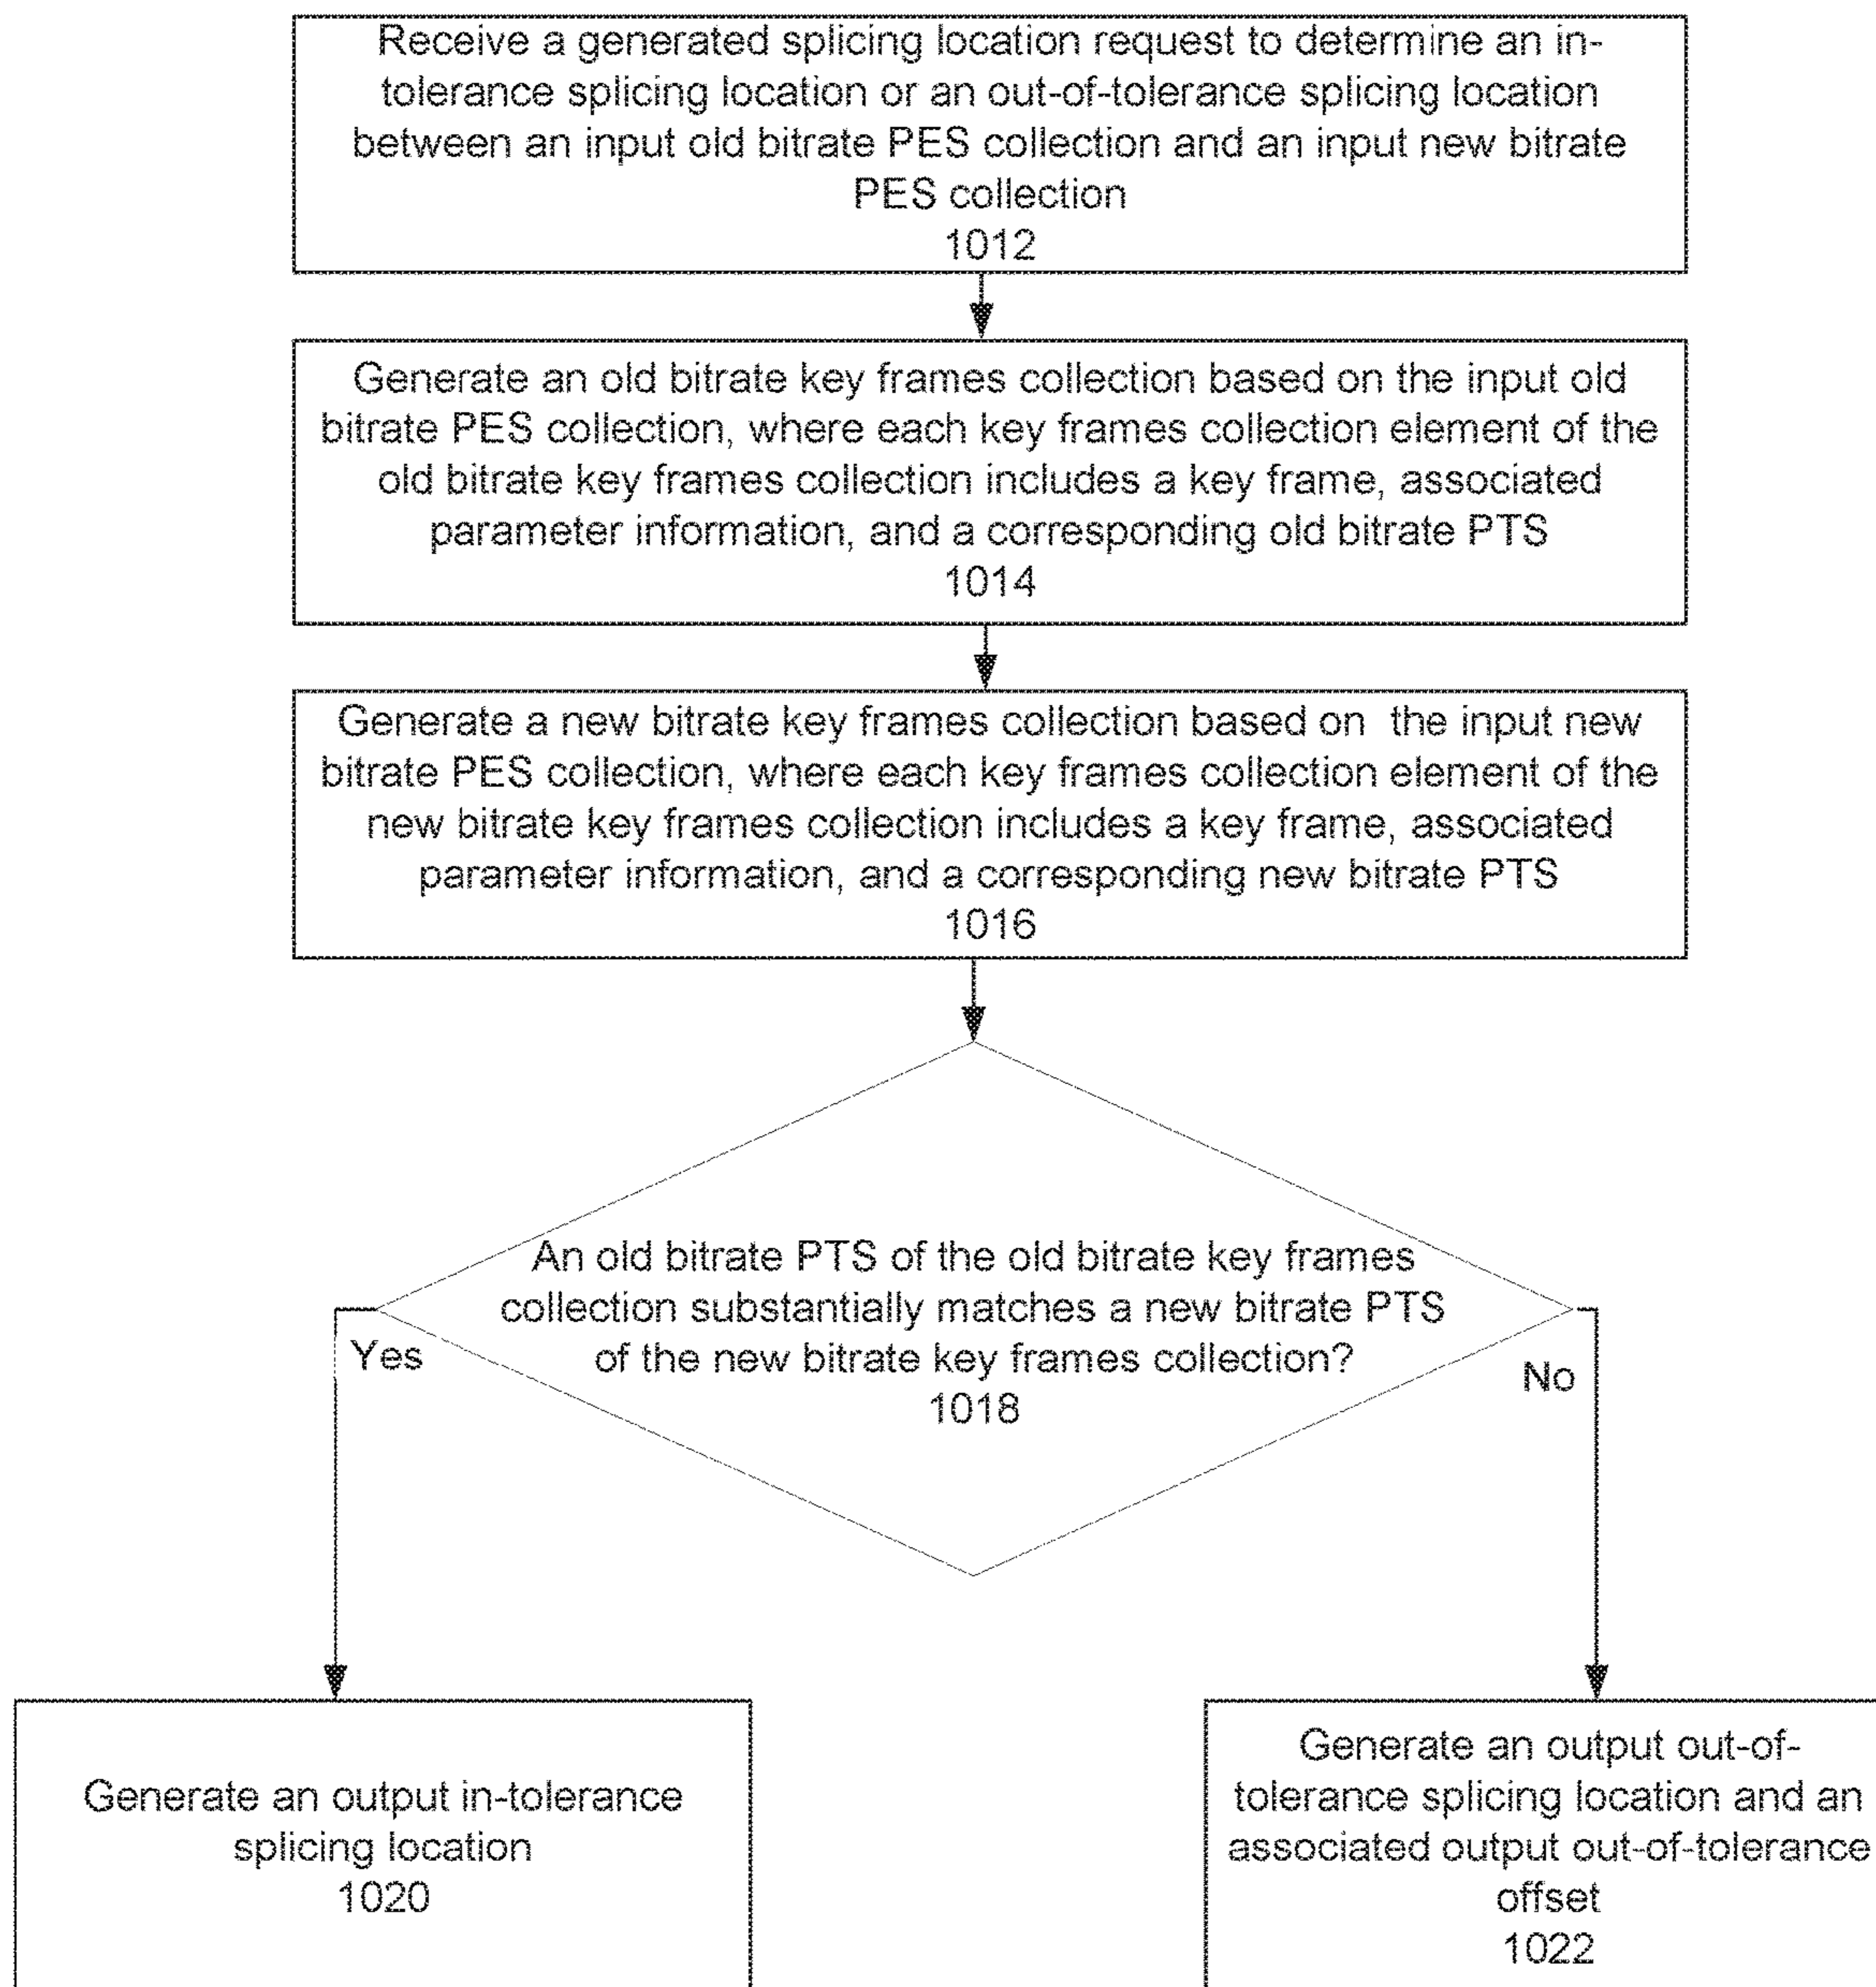 Receive a generated splicing location request to determine an in-
tolerance splicing location or an out-of-tolerance splicing location
between an input old bitrate PES collection and an input new bitrate
PES collection
1012
Generate an old bitrate key frames collection based on the input old
bitrate PES collection, where each key frames collection element of the
old bitrate key frames collection includes a key frame, associated
parameter information, and a corresponding old bitrate PTS
1014
Generate a new bitrate key frames collection based on the input new
bitrate PES collection, where each key frames collection element of the
new bitrate key frames collection includes a key frame, associated
parameter information, and a corresponding new bitrate PTS
1016
An old bitrate PTS of the old bitrate key frames
collection substantially matches a new bitrate PTS
of the new bitrate key frames collection?
1018
Yes
No
Generate an output in-tolerance
splicing location
1020
Generate an output out-of-
tolerance splicing location and an
associated output out-of-tolerance
offset
1022